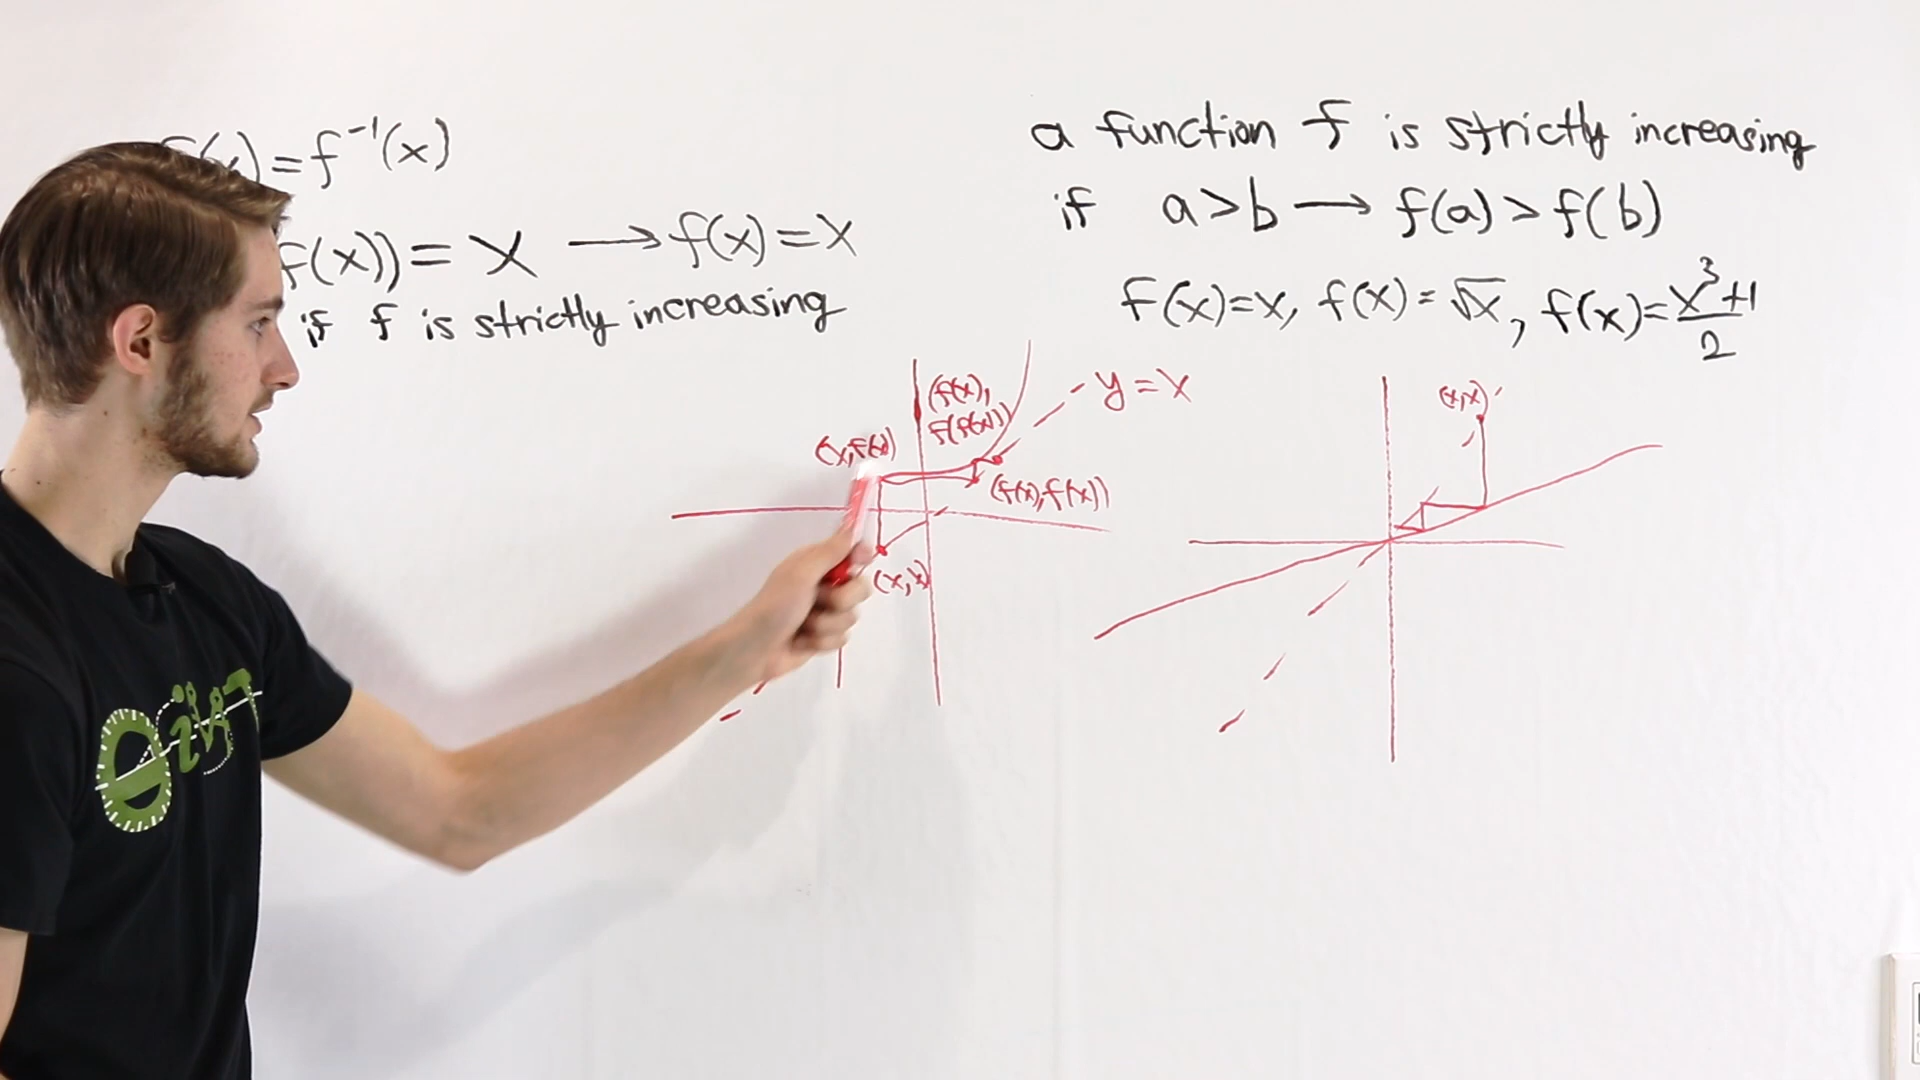 f(x)=f⁻¹(x)
f(x))=x → f(x)=x
if f is strictly increasing
a function f is strictly increasing
if a>b → f(a)>f(b)
f(x)=x, f(x)=√x, f(x)=(x³+1)/2
(f(x),
f(f(x)))
y=x
(x,f(x))
(f(x),f(x))
(x,x)
(x,x)